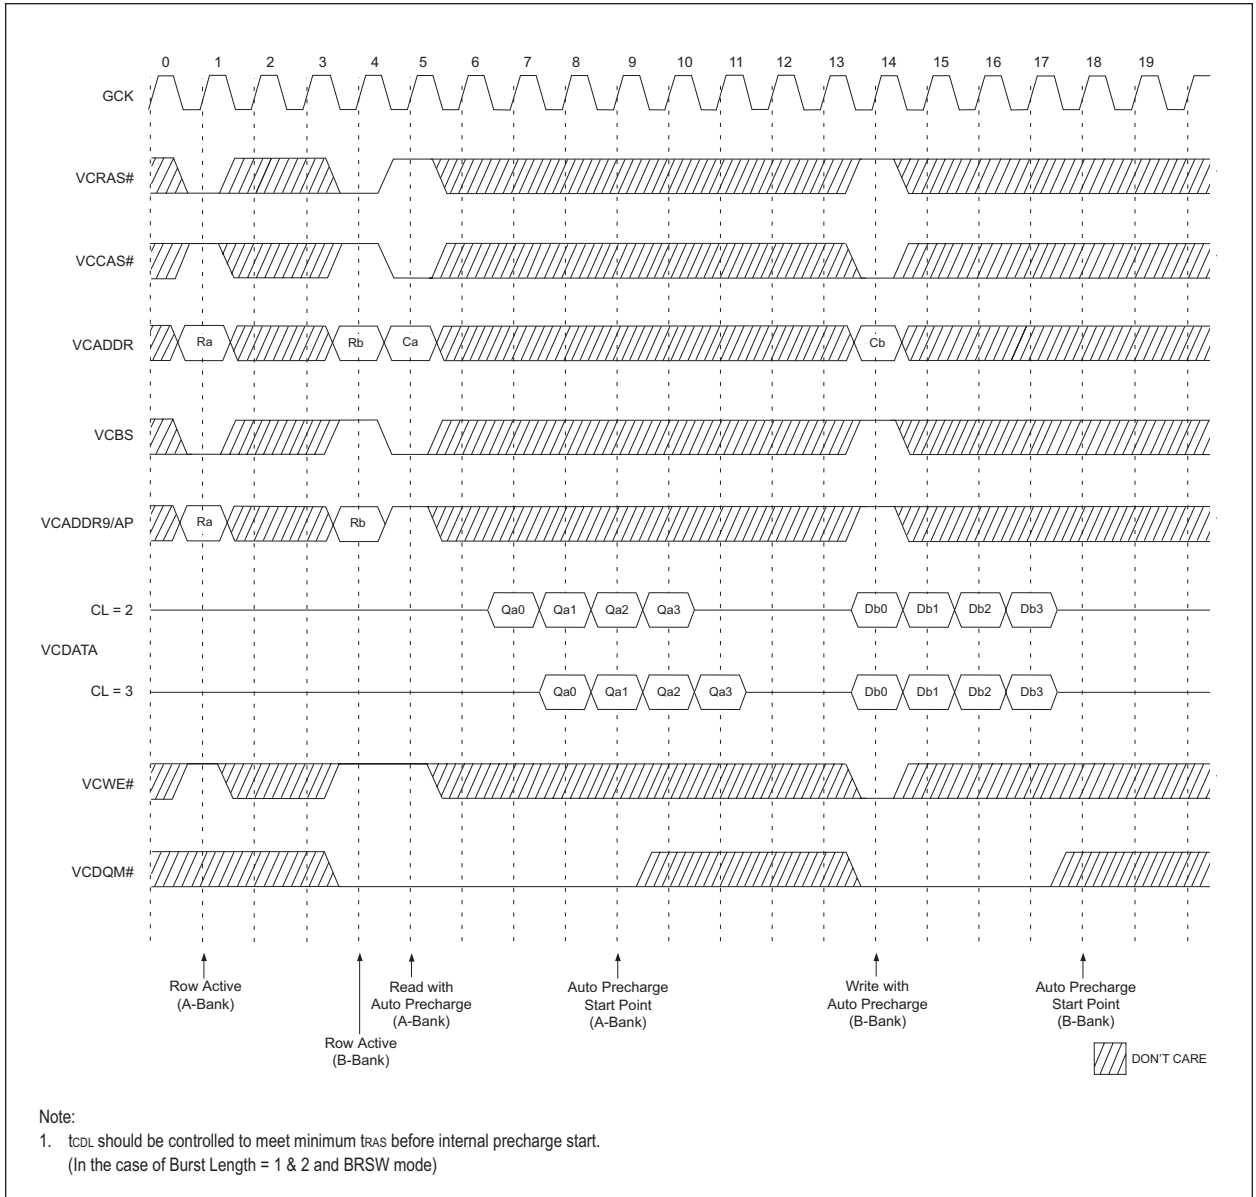 0 1 2 3 4 5 6 7 8 9 10 11 12 13 14 15 16 17 18 19
GCK
VCRAS#
VCCAS#
VCADDR Ra Rb Ca Cb
VCBS
VCADDR9/AP Ra Rb
CL = 2 Qa0 Qa1 Qa2 Qa3 Db0 Db1 Db2 Db3
VCDATA
CL = 3 Qa0 Qa1 Qa2 Qa3 Db0 Db1 Db2 Db3
VCWE#
VCDQM#
Row Active
(A-Bank)
Row Active
(B-Bank)
Read with
Auto Precharge
(A-Bank)
Auto Precharge
Start Point
(A-Bank)
Write with
Auto Precharge
(B-Bank)
Auto Precharge
Start Point
(B-Bank)
DON'T CARE
Note:
1. tCDL should be controlled to meet minimum tRAS before internal precharge start.
(In the case of Burst Length = 1 & 2 and BRSW mode)